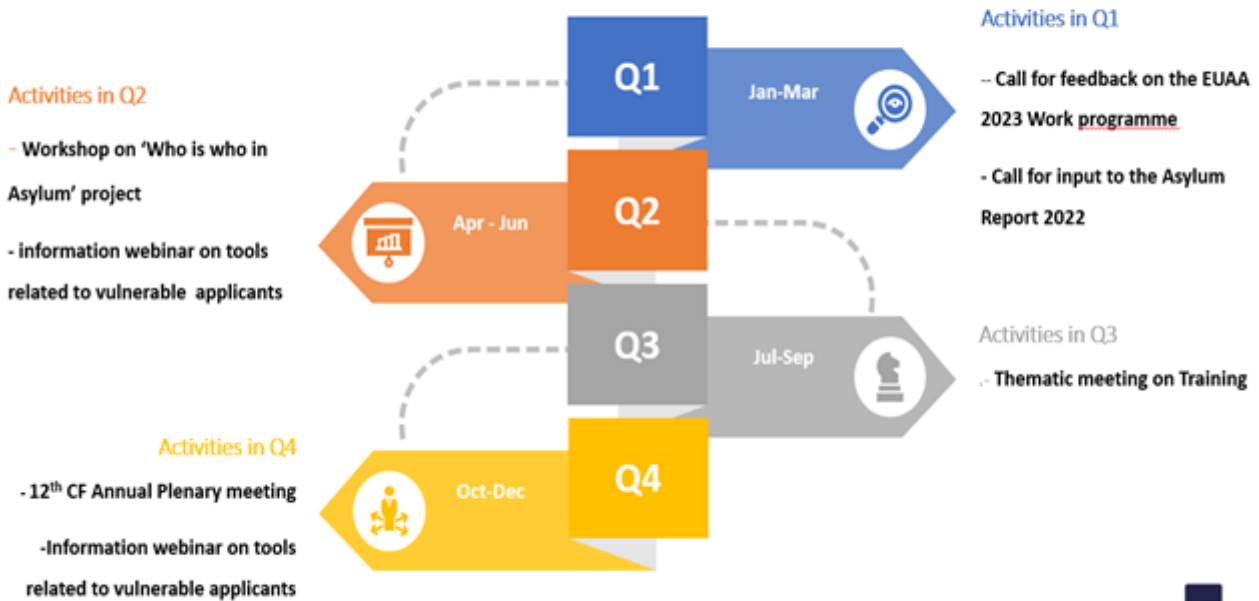 Activities in Q1
-- Call for feedback on the EUAA
2023 Work programme
- Call for input to the Asylum
Report 2022
Q1
Jan-Mar
Activities in Q2
- Workshop on ‘Who is who in
Asylum’ project
- information webinar on tools
related to vulnerable applicants
Apr - Jun
Q2
Q3
Jul-Sep
Activities in Q3
.- Thematic meeting on Training
Activities in Q4
- 12th CF Annual Plenary meeting
-Information webinar on tools
related to vulnerable applicants
Oct-Dec
Q4